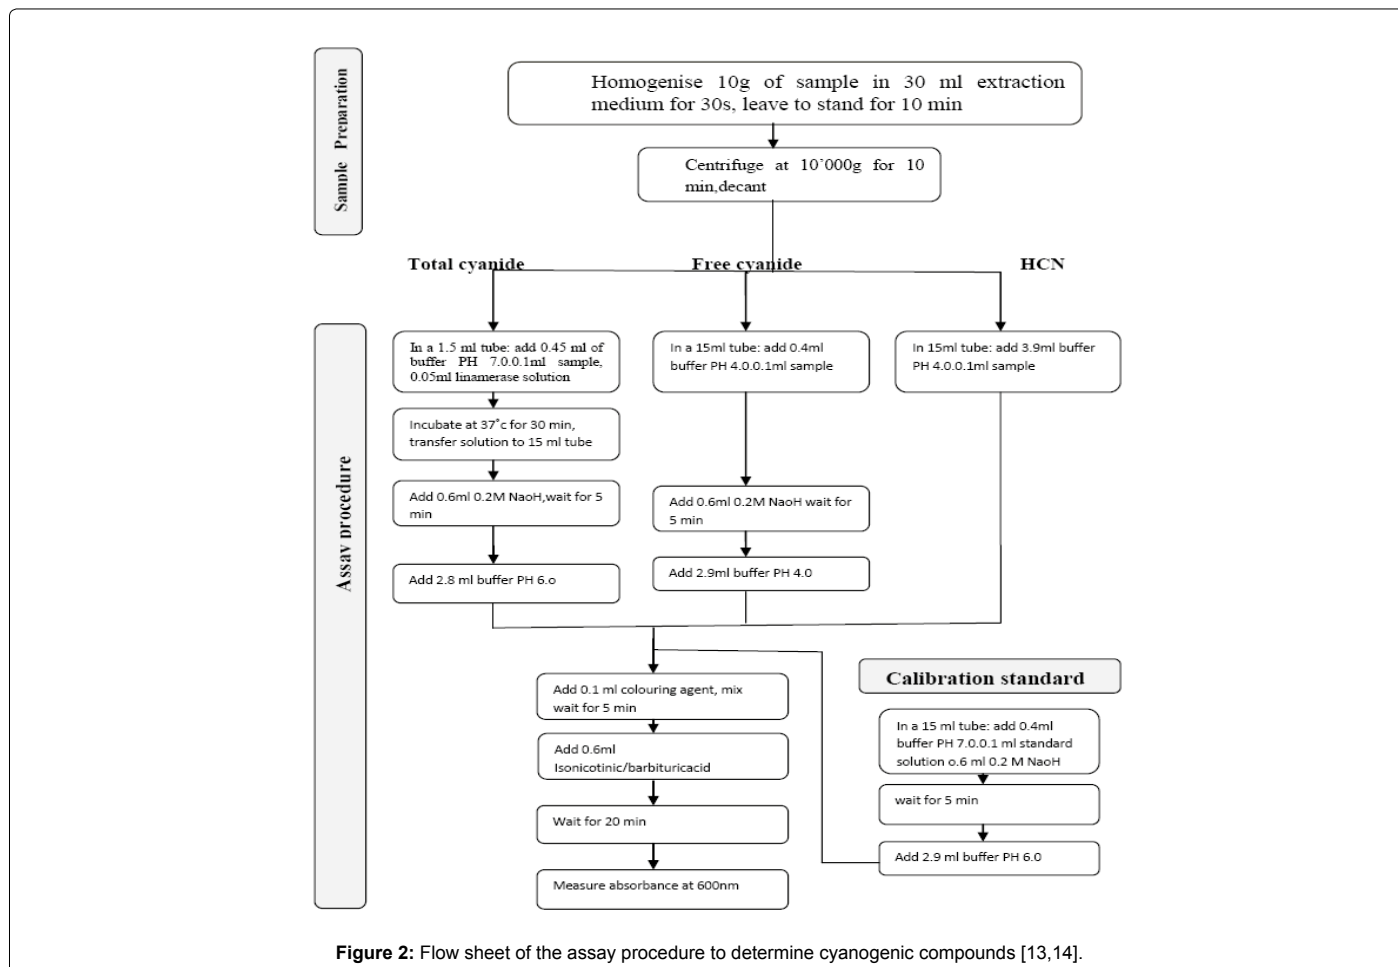 Sample Preparation
Homogenise 10g of sample in 30 ml extraction
medium for 30s, leave to stand for 10 min
Centrifuge at 10`000g for 10
min,decant
Total cyanide
Free cyanide
HCN
Assay procedure
In a 1.5 ml tube: add 0.45 ml of
buffer PH 7.0.0.1ml sample,
0.05ml linamerase solution
Incubate at 37˚c for 30 min,
transfer solution to 15 ml tube
Add 0.6ml 0.2M NaoH,wait for 5
min
Add 2.8 ml buffer PH 6.o
In a 15ml tube: add 0.4ml
buffer PH 4.0.0.1ml sample
Add 0.6ml 0.2M NaoH wait for
5 min
Add 2.9ml buffer PH 4.0
In 15ml tube: add 3.9ml buffer
PH 4.0.0.1ml sample
Add 0.1 ml colouring agent, mix
wait for 5 min
Add 0.6ml
Isonicotinic/barbituricacid
Wait for 20 min
Measure absorbance at 600nm
Calibration standard
In a 15 ml tube: add 0.4ml
buffer PH 7.0.0.1 ml standard
solution o.6 ml 0.2 M NaoH
wait for 5 min
Add 2.9 ml buffer PH 6.0
Figure 2: Flow sheet of the assay procedure to determine cyanogenic compounds [13,14].